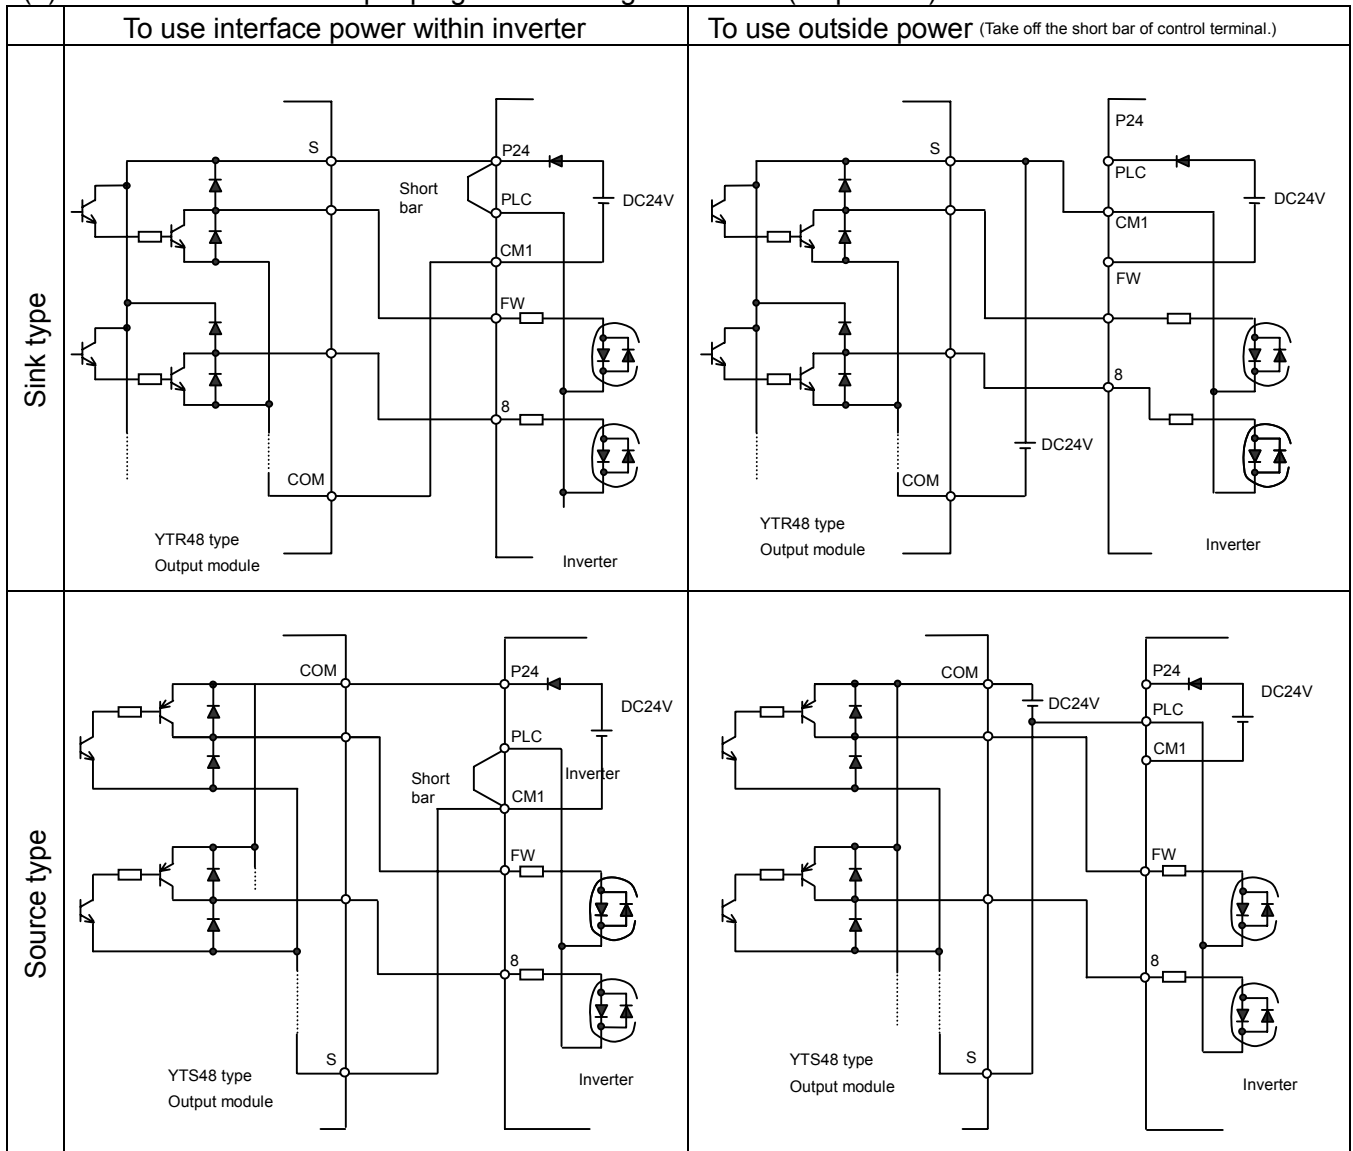 To use interface power within inverter
To use outside power (Take off the short bar of control terminal.)
Sink type
S
P24
Short
bar
PLC
DC24V
CM1
FW
8
COM
YTR48 type
Output module
Inverter
P24
S
PLC
DC24V
CM1
FW
8
DC24V
COM
YTR48 type
Output module
Inverter
Source type
COM
P24
DC24V
PLC
Short
bar
Inverter
CM1
FW
8
S
YTS48 type
Output module
Inverter
COM
P24
DC24V
DC24V
PLC
CM1
FW
8
S
YTS48 type
Output module
Inverter